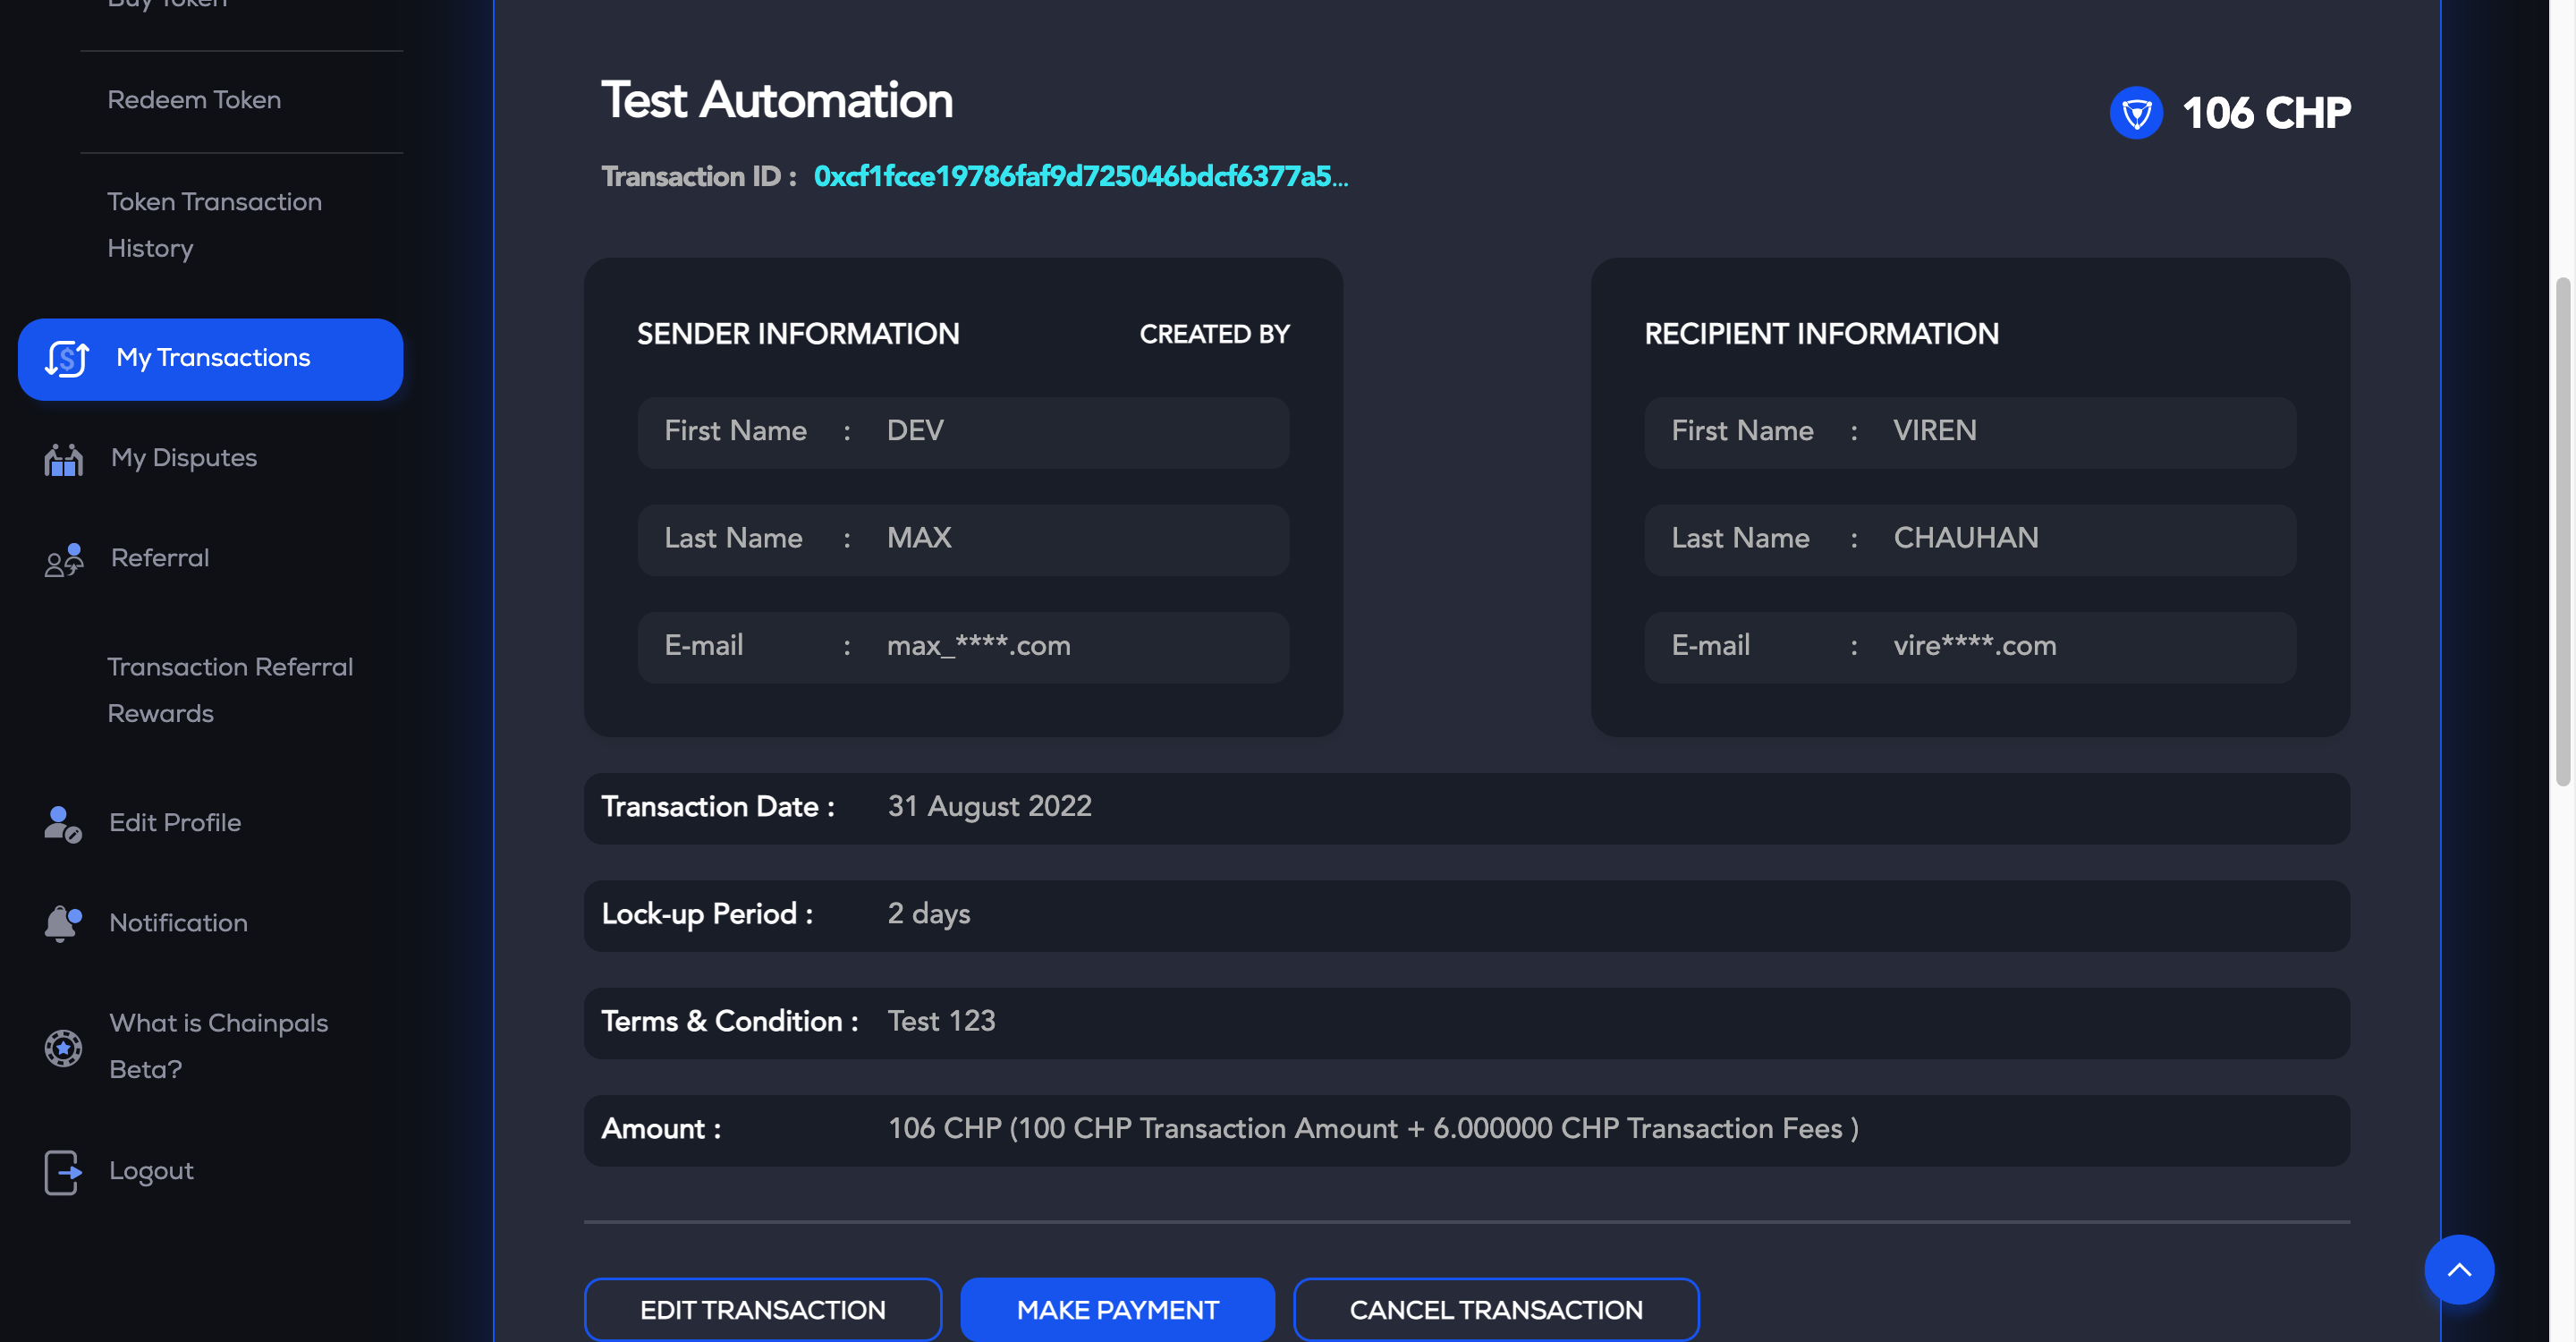 Buy Token
Redeem Token
Token Transaction
History
My Transactions
My Disputes
Referral
Transaction Referral
Rewards
Edit Profile
Notification
What is Chainpals
Beta?
Logout
Test Automation
106 CHP
Transaction ID : 0xcf1fcce19786faf9d725046bdcf6377a5...
SENDER INFORMATION CREATED BY
First Name : DEV
Last Name : MAX
E-mail : max_****.com
RECIPIENT INFORMATION
First Name : VIREN
Last Name : CHAUHAN
E-mail : vire****.com
Transaction Date : 31 August 2022
Lock-up Period : 2 days
Terms & Condition : Test 123
Amount : 106 CHP (100 CHP Transaction Amount + 6.000000 CHP Transaction Fees )
EDIT TRANSACTION MAKE PAYMENT CANCEL TRANSACTION